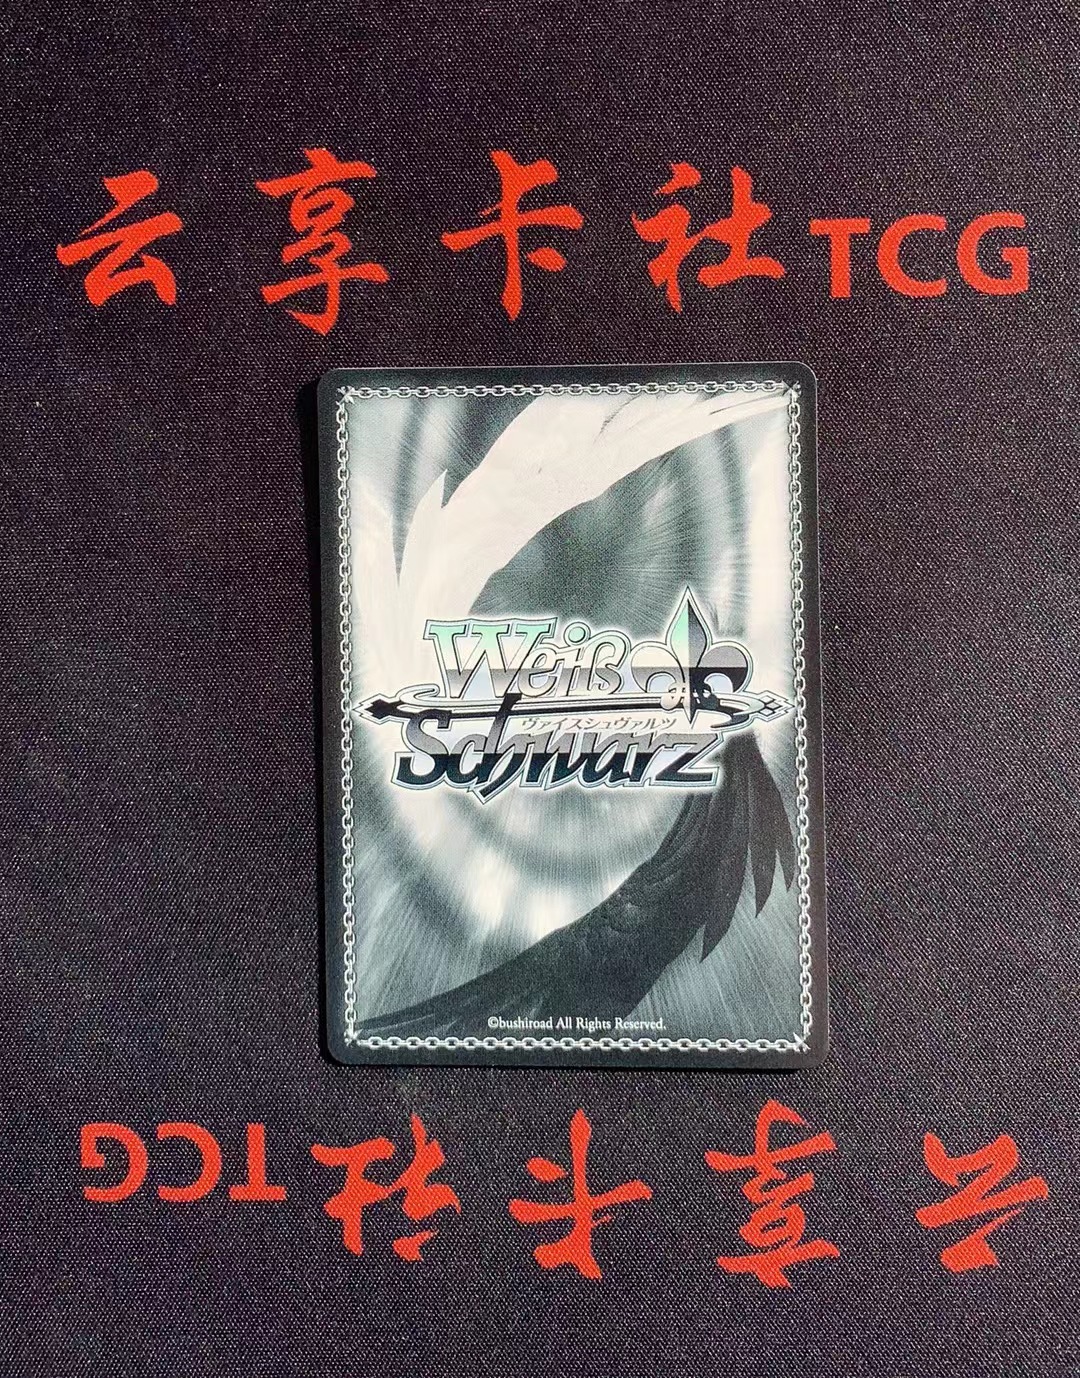 云享卡社TCG
Weiß
ヴァイスシュヴァルツ
Schwarz
©bushiroad All Rights Reserved.
云享卡社TCG